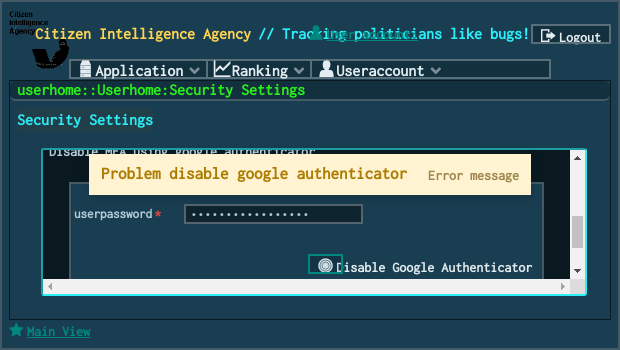 Citizen
Intelligence
Agency
Citizen Intelligence Agency // Tracking politicians like bugs!
Logout
Application
Ranking
Useraccount
userhome::Userhome:Security Settings
Security Settings
Disable MFA using google authenticator
Problem disable google authenticator Error message
userpassword*
Disable Google Authenticator
Main View